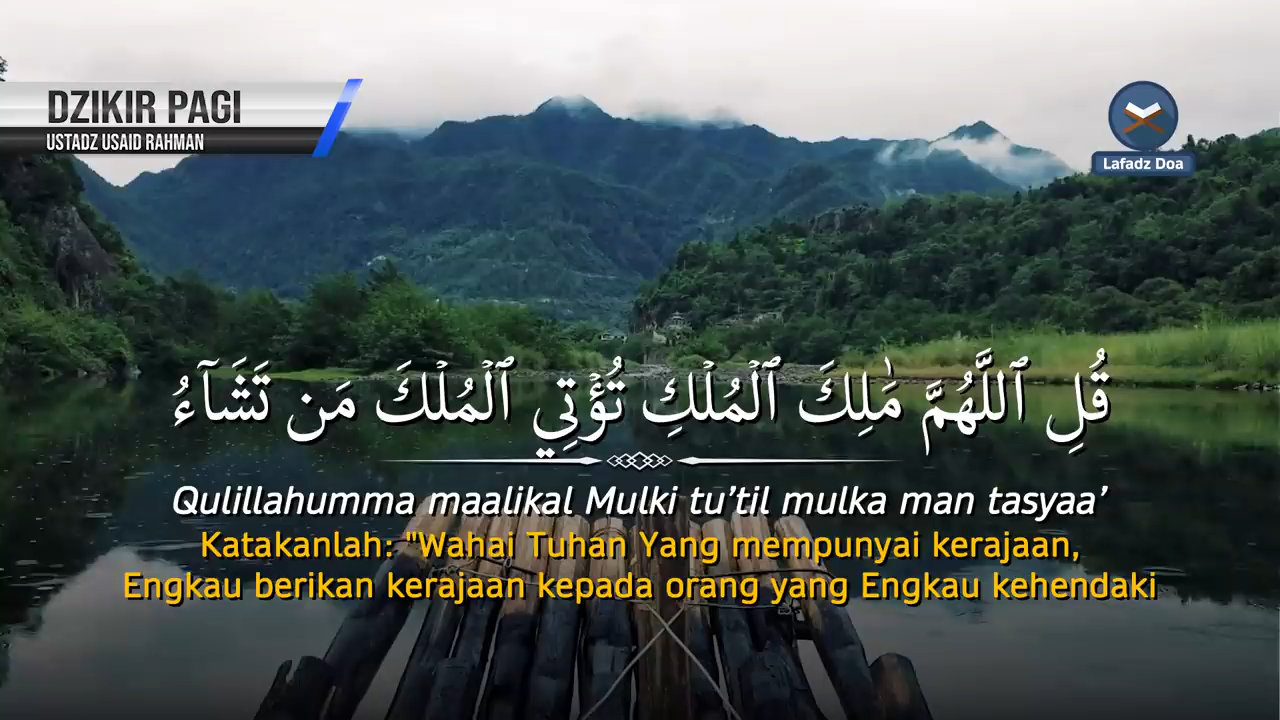 DZIKIR PAGI
USTADZ USAID RAHMAN
Lafadz Doa
قُلِ ٱللَّهُمَّ مَٰلِكَ ٱلْمُلْكِ تُؤْتِي ٱلْمُلْكَ مَن تَشَآءُ
Qulillahumma maalikal Mulki tu’til mulka man tasyaa’
Katakanlah: "Wahai Tuhan Yang mempunyai kerajaan,
Engkau berikan kerajaan kepada orang yang Engkau kehendaki